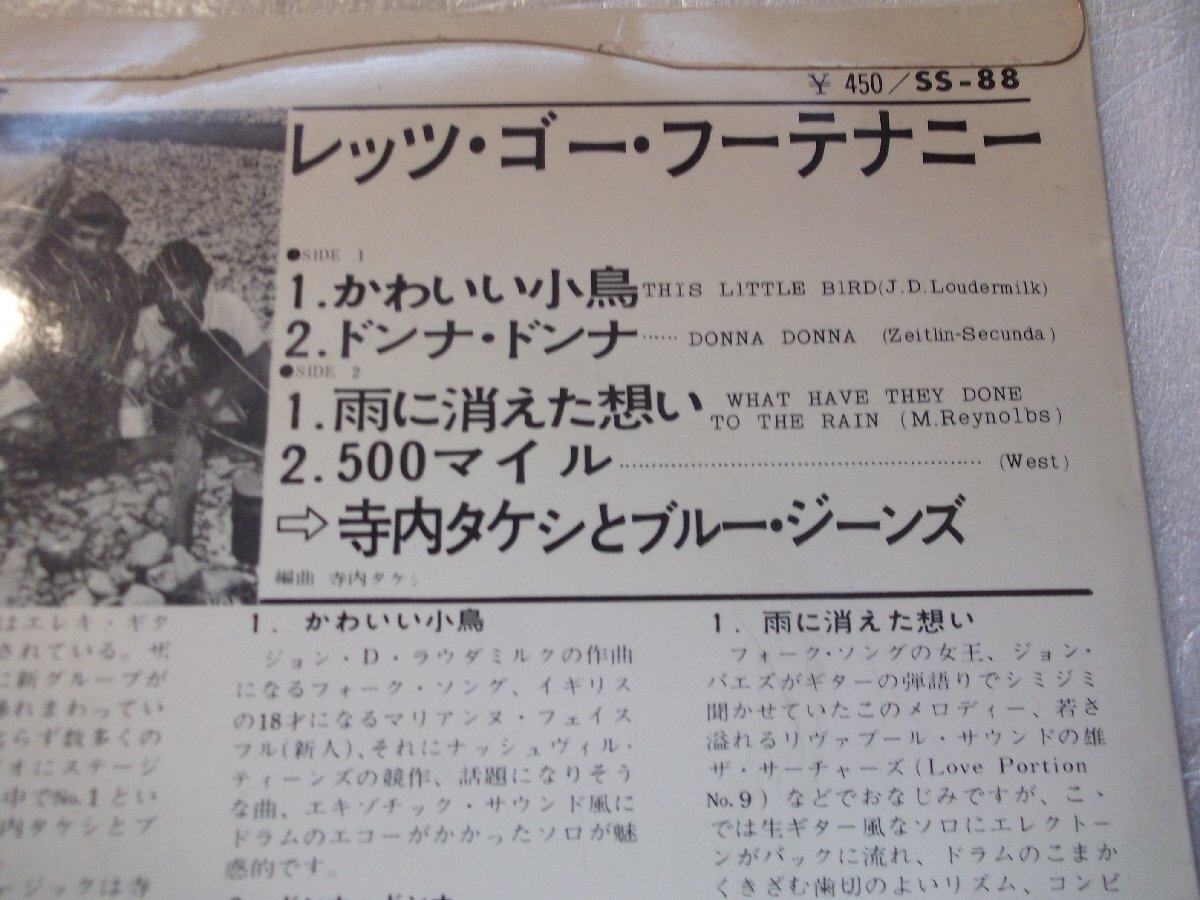 ¥ 450/SS-88
レッツ・ゴー・フーテナニー
●SIDE 1
1.かわいい小鳥 THIS LITTLE BIRD(J.D.Loudermilk)
2.ドンナ・ドンナ…… DONNA DONNA (Zeitlin-Secunda)
●SIDE 2
1.雨に消えた想い WHAT HAVE THEY DONE
TO THE RAIN (M.Reynolbs)
2.500マイル…………………………………………(West)
⇨寺内タケシとブルー・ジーンズ
編曲 寺内タケシ
はエレキ・ギタ
されている。ザ
に新グループが
暴れまわってい
らず数多くの
オにステージ
中でNo.1とい
内タケシとブ
ジックは寺
1. かわいい小鳥
ジョン・D・ラウダミルクの作曲
になるフォーク・ソング、イギリス
の18才になるマリアンヌ・フェイス
フル(新人)、それにナッシュヴィル・
ティーンズの競作、話題になりそう
な曲、エキゾチック・サウンド風に
ドラムのエコーがかかったソロが魅
惑的です。
1. 雨に消えた想い
フォーク・ソングの女王、ジョン・
バエズがギターの弾語りでシミジミ
聞かせていたこのメロディー、若さ
溢れるリヴァプール・サウンドの雄
ザ・サーチャーズ(Love Portion
No.9)などでおなじみですが、こゝ
では生ギター風なソロにエレクトー
ンがバックに流れ、ドラムのこまか
くきざむ歯切のよいリズム、コンビ